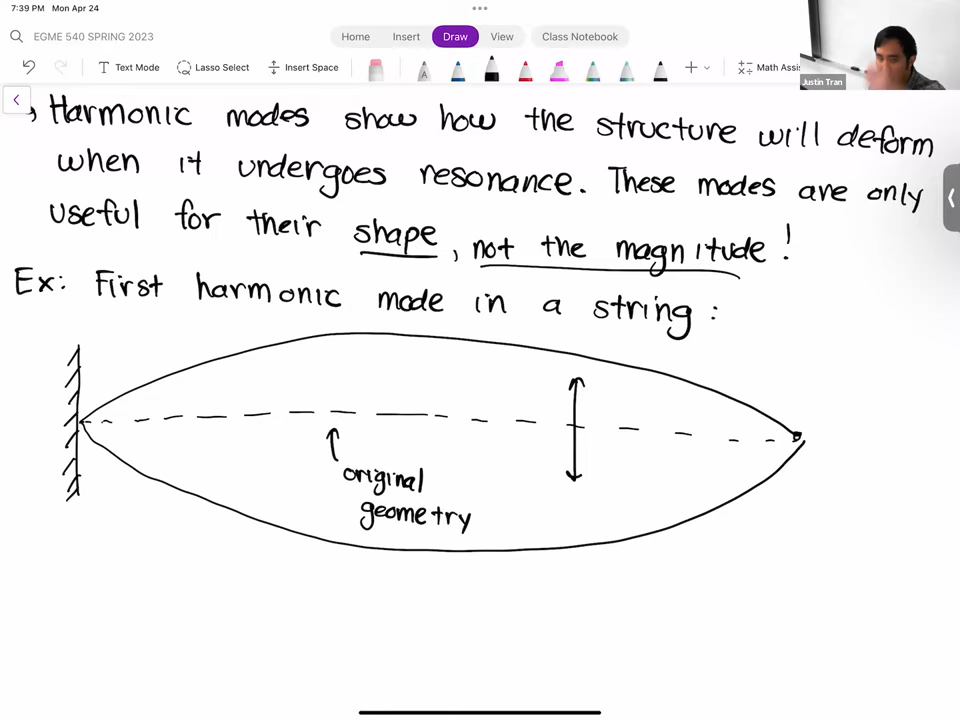 7:39 PM Mon Apr 24
EGME 540 SPRING 2023
Home Insert Draw View Class Notebook
Text Mode Lasso Select Insert Space A Math Assis
Justin Tran
Harmonic modes show how the structure will deform
when it undergoes resonance. These modes are only
useful for their shape, not the magnitude!
Ex: First harmonic mode in a string:
original
geometry